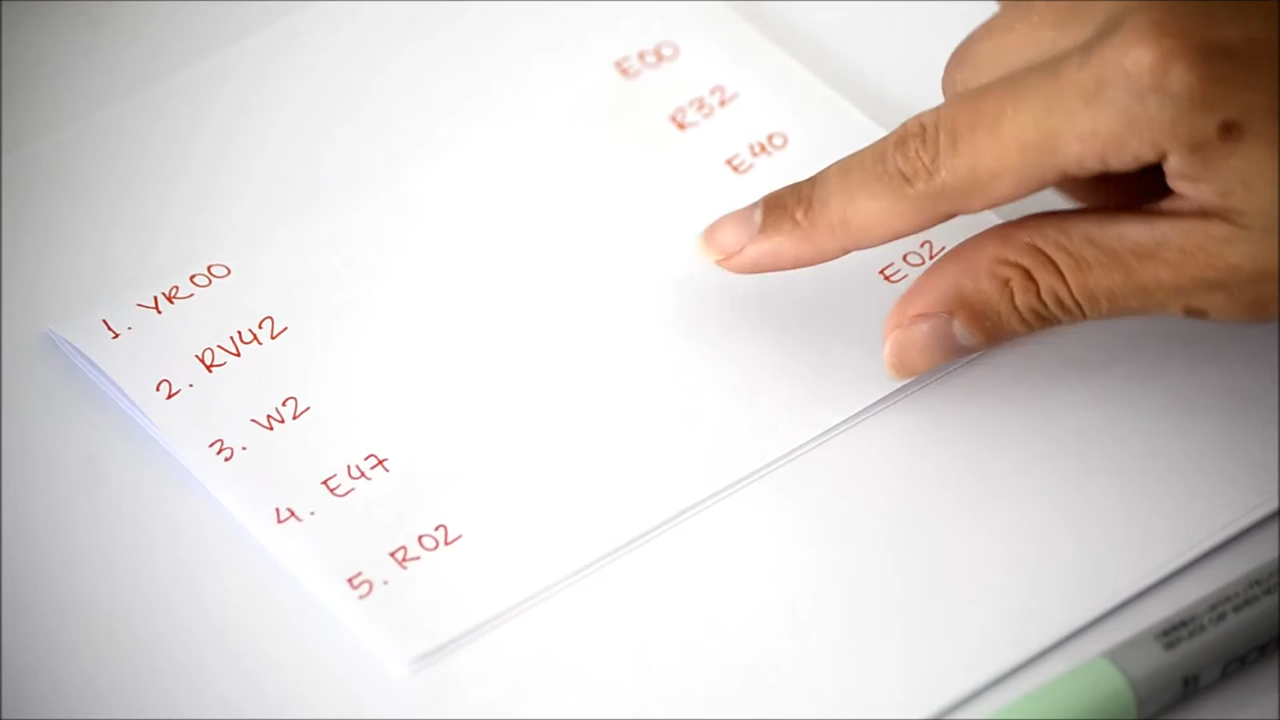 1. YR00 E00
2. RV42 R32
3. W2 E40
4. E47
5. R02 E02